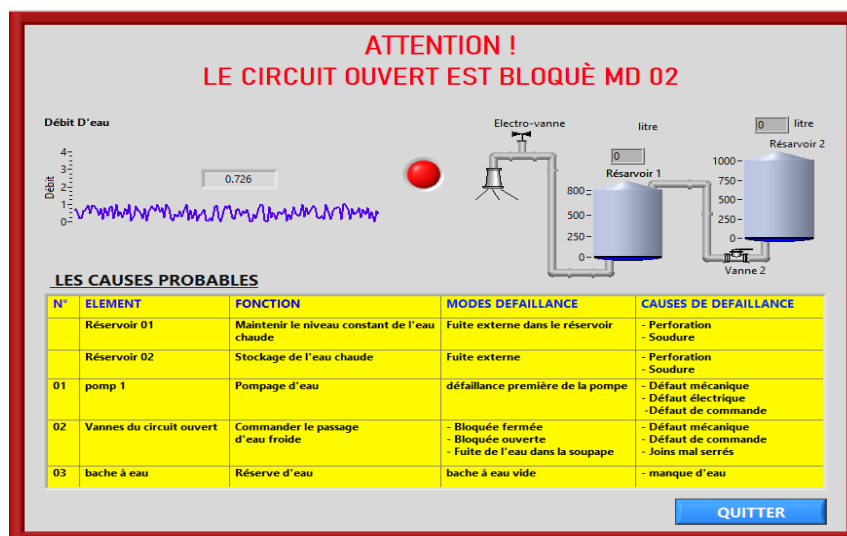 ATTENTION !
LE CIRCUIT OUVERT EST BLOQUÈ MD 02
Débit D'eau
Débit
4
3
2
1
0
0.726
Electro-vanne
litre
0
Résarvoir 1
800
500
250
0
0 litre
Résarvoir 2
1000
750
500
250
0
Vanne 2
LES CAUSES PROBABLES
N° ELEMENT FONCTION MODES DEFAILLANCE CAUSES DE DEFAILLANCE
Réservoir 01 Maintenir le niveau constant de l'eau Fuite externe dans le réservoir - Perforation
chaude - Soudure
Réservoir 02 Stockage de l'eau chaude Fuite externe - Perforation
- Soudure
01 pomp 1 Pompage d'eau défaillance première de la pompe - Défaut mécanique
- Défaut électrique
-Défaut de commande
02 Vannes du circuit ouvert Commander le passage - Bloquée fermée - Défaut mécanique
d'eau froide - Bloquée ouverte - Défaut de commande
- Fuite de l'eau dans la soupape - Joins mal serrés
03 bache à eau Réserve d'eau bache à eau vide - manque d'eau
QUITTER